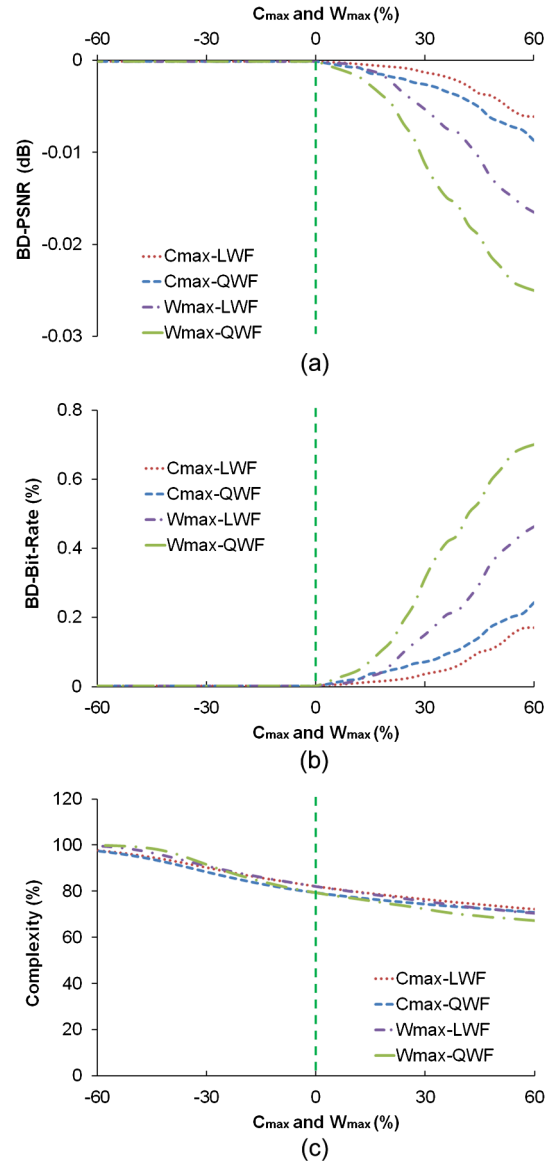 Cmax and Wmax (%)
-60 -30 0 30 60
0
-0.01
-0.02
-0.03
BD-PSNR (dB)
Cmax-LWF
Cmax-QWF
Wmax-LWF
Wmax-QWF
(a)
0.8
0.6
0.4
0.2
0
BD-Bit-Rate (%)
Cmax-LWF
Cmax-QWF
Wmax-LWF
Wmax-QWF
-60 -30 0 30 60
Cmax and Wmax (%)
(b)
120
100
80
60
40
20
0
Complexity (%)
Cmax-LWF
Cmax-QWF
Wmax-LWF
Wmax-QWF
-60 -30 0 30 60
Cmax and Wmax (%)
(c)